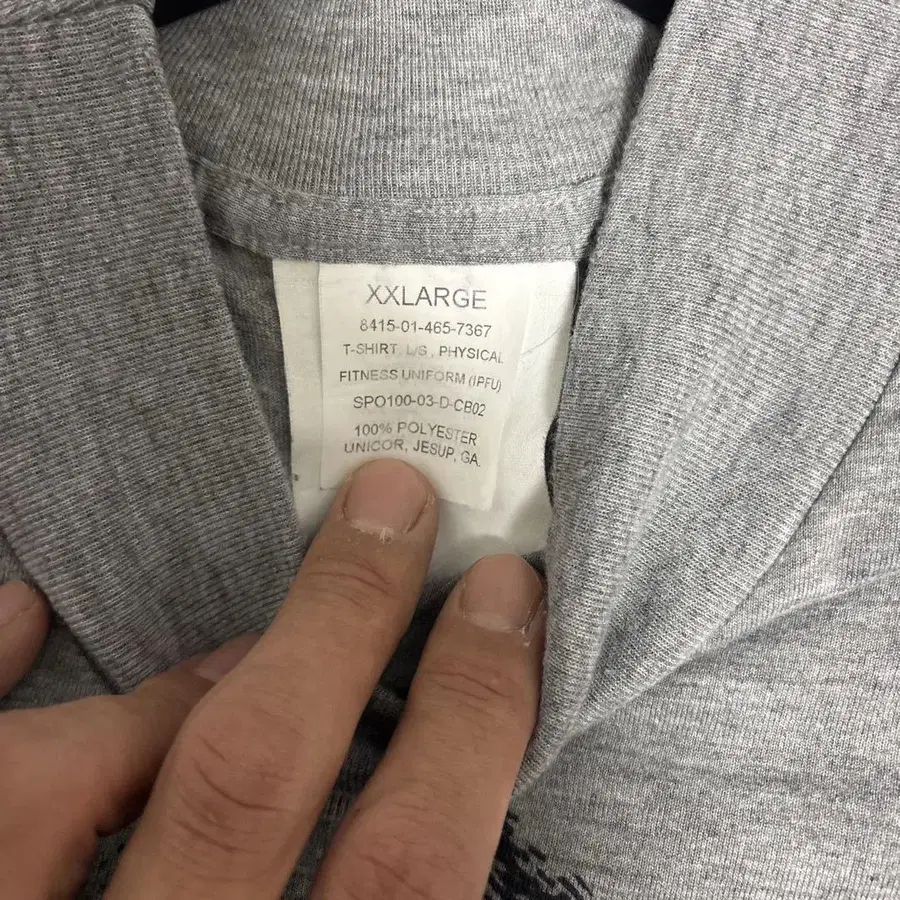 XXLARGE
8415-01-465-7367
T-SHIRT, L/S , PHYSICAL
FITNESS UNIFORM (IPFU)
SPO100-03-D-CB02
100% POLYESTER
UNICOR, JESUP, GA.